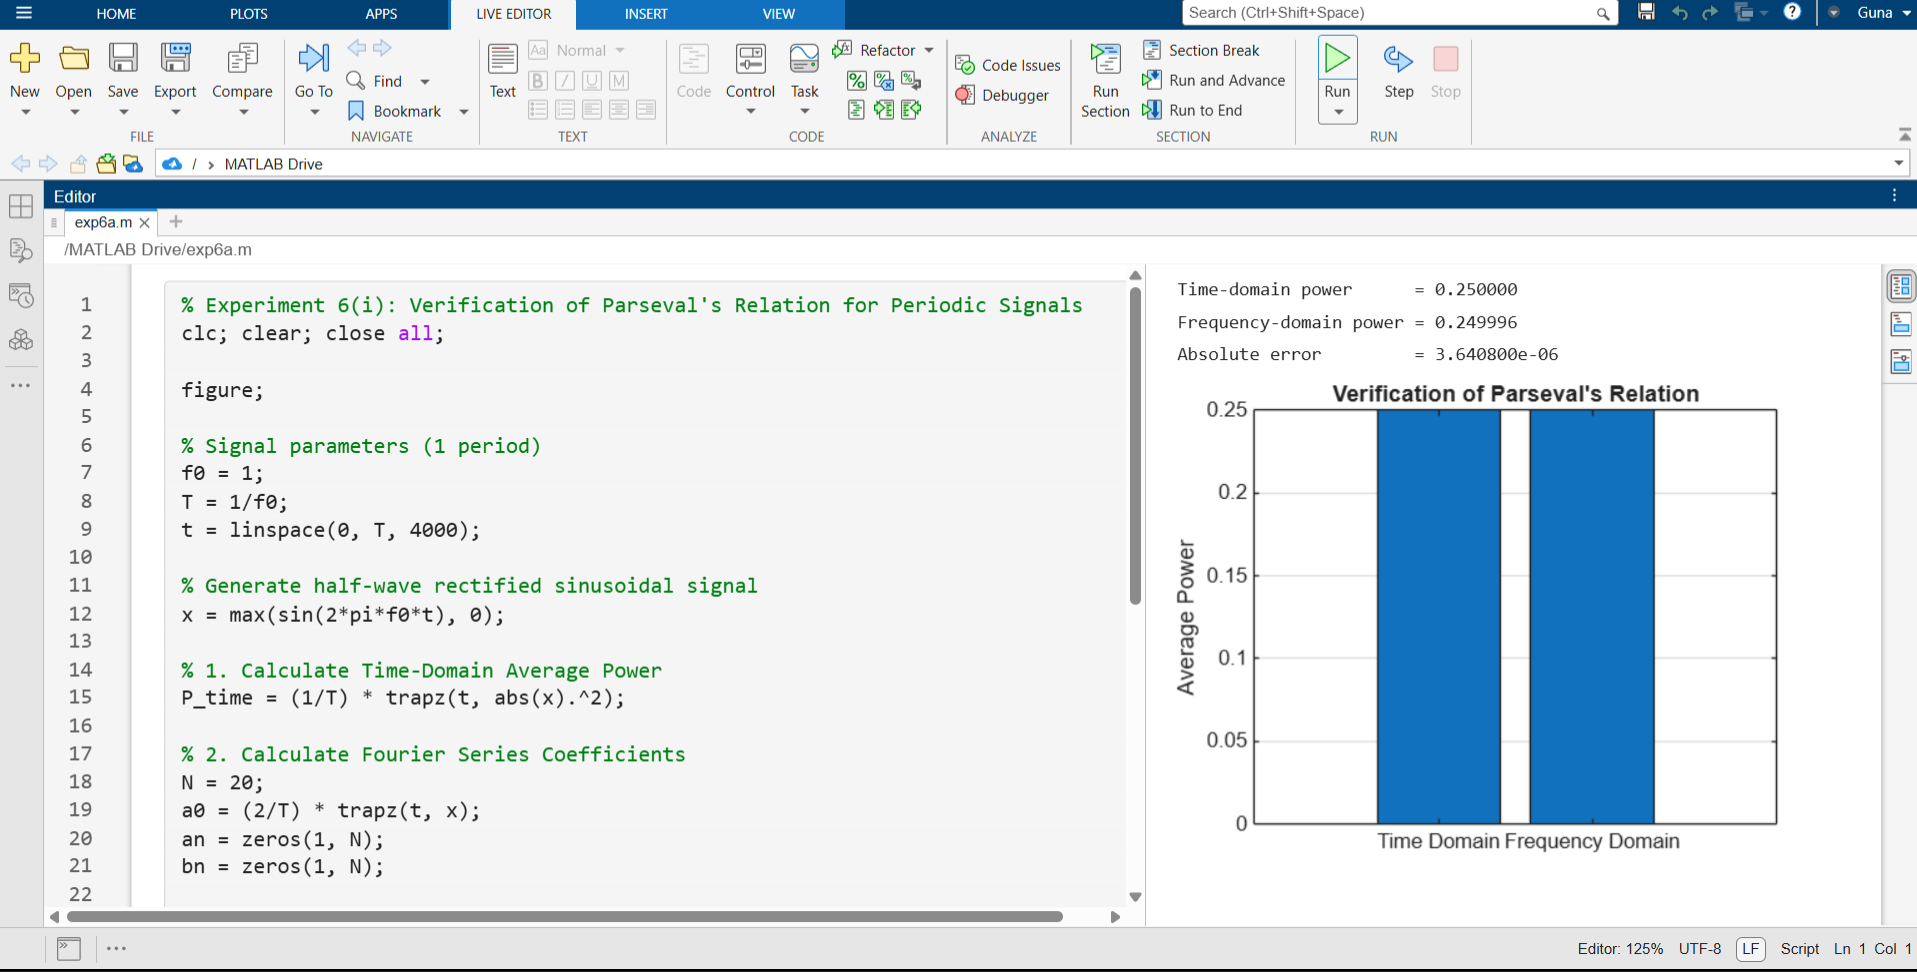 HOME PLOTS APPS LIVE EDITOR INSERT VIEW Search (Ctrl+Shift+Space) Guna
New Open Save Export Compare
FILE
Go To Find Bookmark
NAVIGATE
Text Aa Normal
B I U M
TEXT
Code Control Task Refactor
CODE
Code Issues
Debugger
ANALYZE
Run Section
Section Break
Run and Advance
Run to End
SECTION
Run Step Stop
RUN
/ › MATLAB Drive
Editor
exp6a.m
/MATLAB Drive/exp6a.m
1 % Experiment 6(i): Verification of Parseval's Relation for Periodic Signals
2 clc; clear; close all;
3
4 figure;
5
6 % Signal parameters (1 period)
7 f0 = 1;
8 T = 1/f0;
9 t = linspace(0, T, 4000);
10
11 % Generate half-wave rectified sinusoidal signal
12 x = max(sin(2*pi*f0*t), 0);
13
14 % 1. Calculate Time-Domain Average Power
15 P_time = (1/T) * trapz(t, abs(x).^2);
16
17 % 2. Calculate Fourier Series Coefficients
18 N = 20;
19 a0 = (2/T) * trapz(t, x);
20 an = zeros(1, N);
21 bn = zeros(1, N);
22
Time-domain power = 0.250000
Frequency-domain power = 0.249996
Absolute error = 3.640800e-06
Verification of Parseval's Relation
0.25
0.2
0.15
0.1
0.05
0
Average Power
Time Domain Frequency Domain
Editor: 125% UTF-8 LF Script Ln 1 Col 1